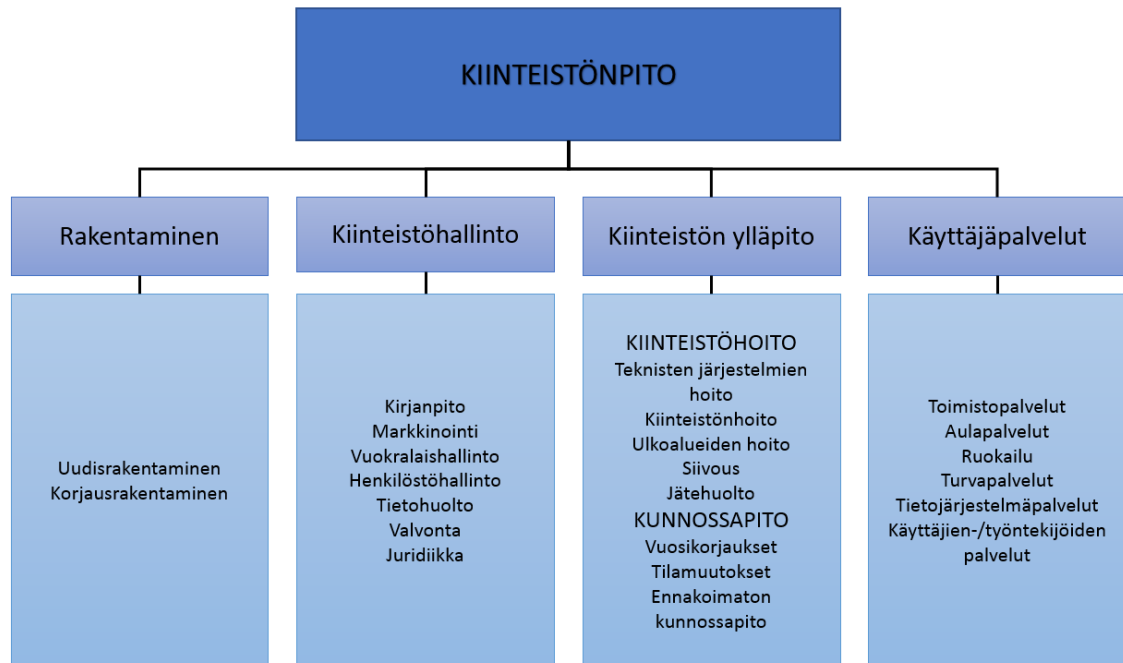 KIINTEISTÖNPITO
Rakentaminen
Uudisrakentaminen
Korjausrakentaminen
Kiinteistöhallinto
Kirjanpito
Markkinointi
Vuokralaishallinto
Henkilöstöhallinto
Tietohuolto
Valvonta
Juridiikka
Kiinteistön ylläpito
KIINTEISTÖHOITO
Teknisten järjestelmien
hoito
Kiinteistönhoito
Ulkoalueiden hoito
Siivous
Jätehuolto
KUNNOSSAPITO
Vuosikorjaukset
Tilamuutokset
Ennakoimaton
kunnossapito
Käyttäjäpalvelut
Toimistopalvelut
Aulapalvelut
Ruokailu
Turvapalvelut
Tietojärjestelmäpalvelut
Käyttäjien-/työntekijöiden
palvelut